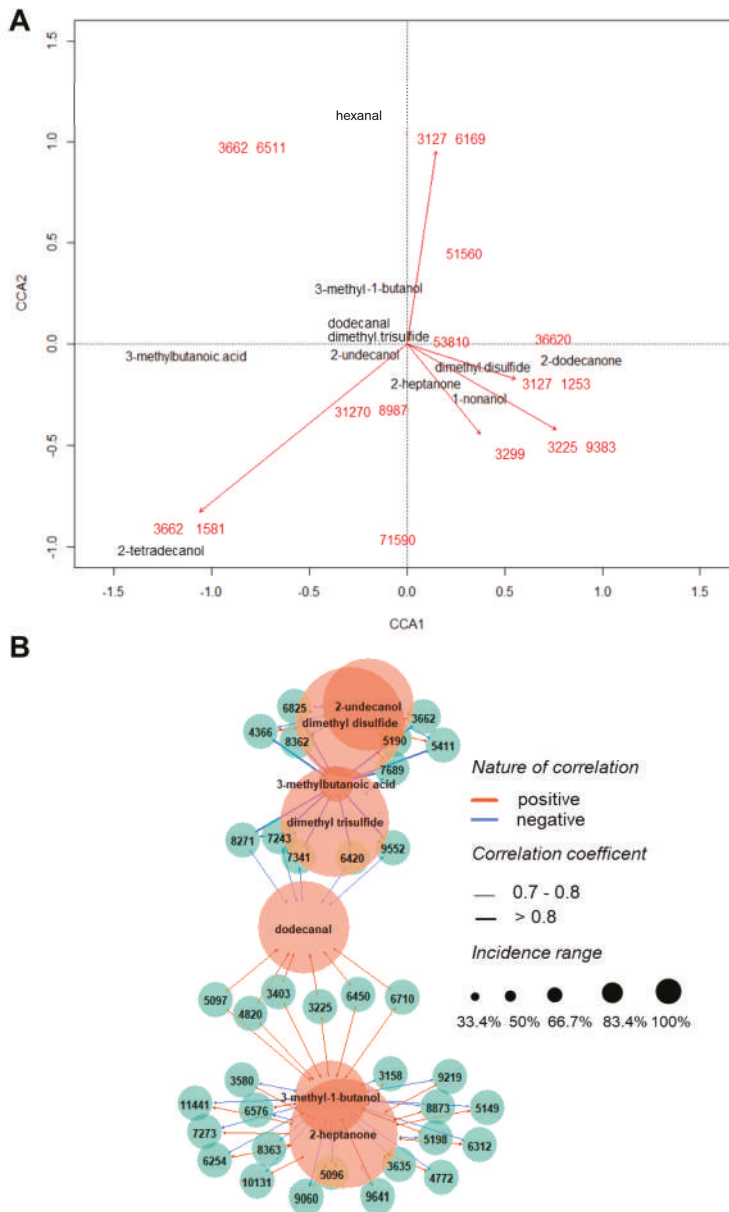 A
1.5
1.0
0.5
0.0
-0.5
-1.0
CCA2
hexanal
3662 6511
3127 6169
51560
3-methyl-1-butanol
dodecanal
dimethyl trisulfide
53810
36620
3-methylbutanoic acid
2-undecanol
dimethyl disulfide
2-dodecanone
2-heptanone
3127 1253
1-nonanol
31270 8987
3225 9383
3299
3662 1581
71590
2-tetradecanol
-1.5
-1.0
-0.5
0.0
0.5
1.0
1.5
CCA1
B
6825
2-undecanol
3662
4366
dimethyl disulfide
8362
5190
5411
7689
3-methylbutanoic acid
dimethyl trisulfide
8271
7243
7341
6420
9552
dodecanal
5097
4820
3403
3225
6450
6710
3580
3158
9219
11441
6576
3-methyl-1-butanol
8873
5149
7273
2-heptanone
5198
6312
6254
8363
5096
3635
4772
10131
9060
9641
Nature of correlation
positive
negative
Correlation coefficent
0.7 - 0.8
> 0.8
Incidence range
33.4% 50% 66.7% 83.4% 100%